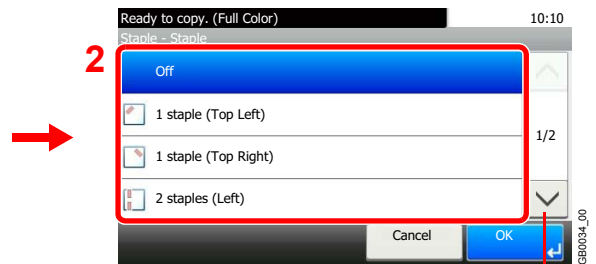 Ready to copy. (Full Color) 10:10
Staple - Staple
2
Off
1 staple (Top Left)
1 staple (Top Right)
1/2
2 staples (Left)
Cancel OK
GB0034_00